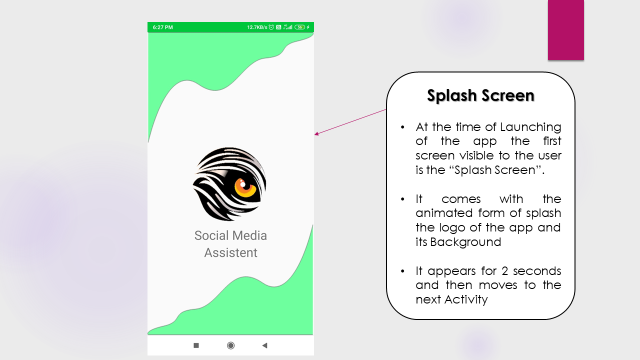 6:27 PM 12.7KB/s
Social Media
Assistent
Splash Screen
• At the time of Launching
of the app the first
screen visible to the user
is the “Splash Screen”.
• It comes with the
animated form of splash
the logo of the app and
its Background
• It appears for 2 seconds
and then moves to the
next Activity